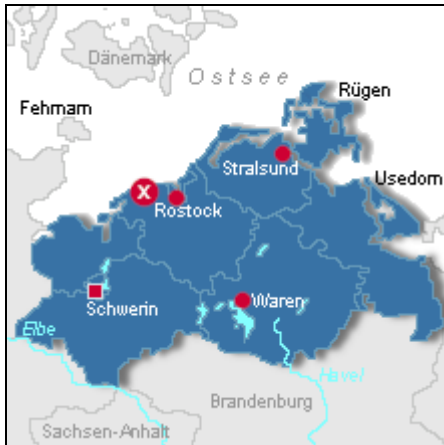 Dänemark
Ostsee
Rügen
Fehmarn
Stralsund
Usedom
X
Rostock
Schwerin
Waren
Elbe
Havel
Brandenburg
Sachsen-Anhalt